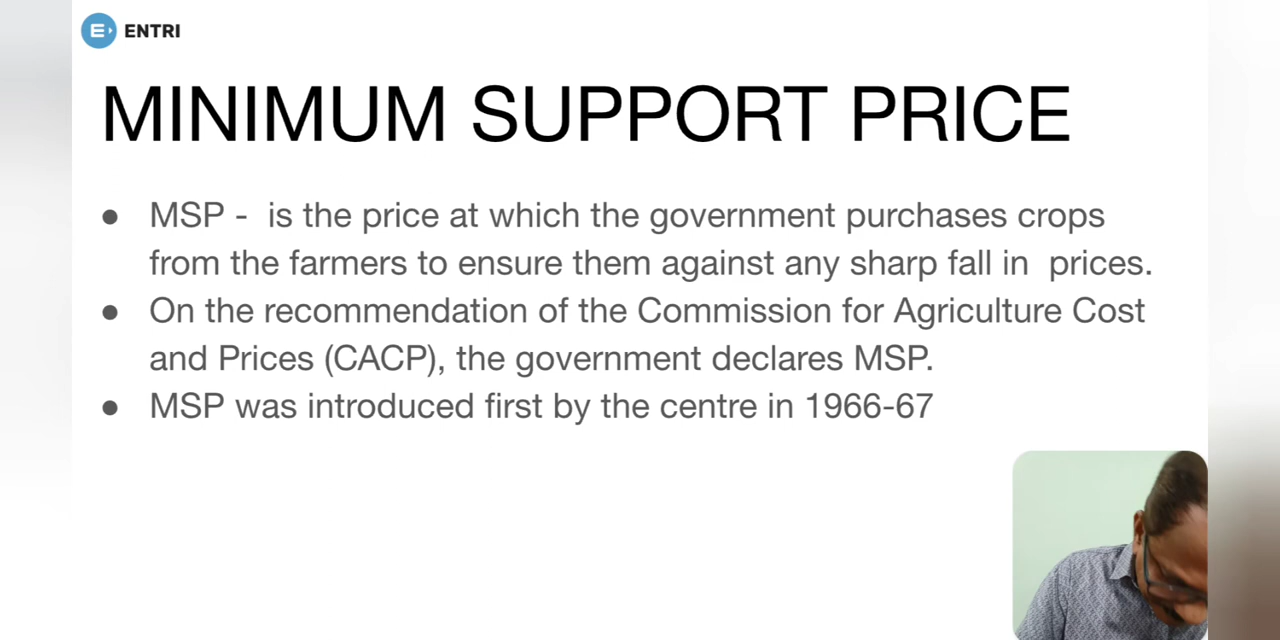 ENTRI
MINIMUM SUPPORT PRICE
● MSP - is the price at which the government purchases crops
from the farmers to ensure them against any sharp fall in prices.
● On the recommendation of the Commission for Agriculture Cost
and Prices (CACP), the government declares MSP.
● MSP was introduced first by the centre in 1966-67